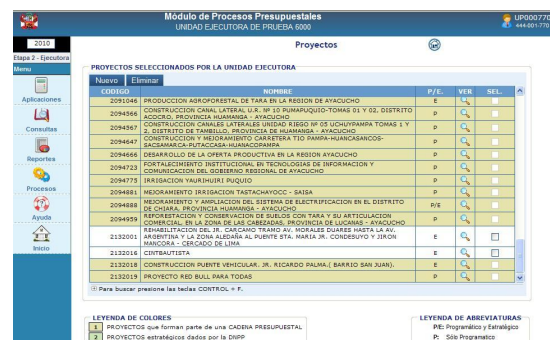 Módulo de Procesos Presupuestales
UNIDAD EJECUTORA DE PRUEBA 6000
UP000770
444-001-770
2010
Etapa 2 - Ejecutora
Menu
Aplicaciones
Consultas
Reportes
Procesos
Ayuda
Inicio
Proyectos
PROYECTOS SELECCIONADOS POR LA UNIDAD EJECUTORA
Nuevo Eliminar
CODIGO NOMBRE P/E. VER SEL.
2091046 PRODUCCION AGROFORESTAL DE TARA EN LA REGION DE AYACUCHO E
2094566 CONSTRUCCION CANAL LATERAL U.R. Nº 10 PUMAPUQUIO-TOMAS 01 Y 02, DISTRITO ACOCRO, PROVINCIA HUAMANGA - AYACUCHO P
2094567 CONSTRUCCION CANALES LATERALES UNIDAD RIEGO Nº 05 UCHUYPAMPA TOMAS 1 Y 2, DISTRITO DE TAMBILLO, PROVINCIA DE HUAMANGA - AYACUCHO P
2094647 CONSTRUCCION Y MEJORAMIENTO CARRETERA TIO PAMPA-HUANCASANCOS-SACSAMARCA-PUTACCASA-HUANACOPAMPA P
2094666 DESARROLLO DE LA OFERTA PRODUCTIVA EN LA REGION AYACUCHO P
2094723 FORTALECIMIENTO INSTITUCIONAL EN TECNOLOGIAS DE INFORMACION Y COMUNICACION DEL GOBIERNO REGIONAL DE AYACUCHO P
2094775 IRRIGACION YAURIHUIRI PUQUIO P
2094881 MEJORAMIENTO IRRIGACION TASTACHAYOCC - SAISA P
2094888 MEJORAMIENTO Y AMPLIACION DEL SISTEMA DE ELECTRIFICACION EN EL DISTRITO DE CHIARA, PROVINCIA HUAMANGA - AYACUCHO P/E
2094959 REFORESTACION Y CONSERVACION DE SUELOS CON TARA Y SU ARTICULACION COMERCIAL, EN LA ZONA DE LAS CABEZADAS, PROVINCIA DE LUCANAS - AYACUCHO P
2132001 REHABILITACION DEL JR. CARCAMO TRAMO AV. MORALES DUARES HASTA LA AV. ARGENTINA Y LA ZONA ALEDAÑA AL PUENTE STA. MARIA JR. CONDESUYO Y JIRON MANCORA - CERCADO DE LIMA E
2132016 CINTBAUTISTA E
2132018 CONSTRUCCION PUENTE VEHICULAR. JR. RICARDO PALMA.( BARRIO SAN JUAN). E
2132019 PROYECTO RED BULL PARA TODAS P
Para buscar presione las teclas CONTROL + F.
LEYENDA DE COLORES
1 PROYECTOS que forman parte de una CADENA PRESUPUESTAL
2 PROYECTOS estratégicos dados por la DNPP
LEYENDA DE ABREVIATURAS
P/E: Programático y Estratégico
P: Sólo Programatico